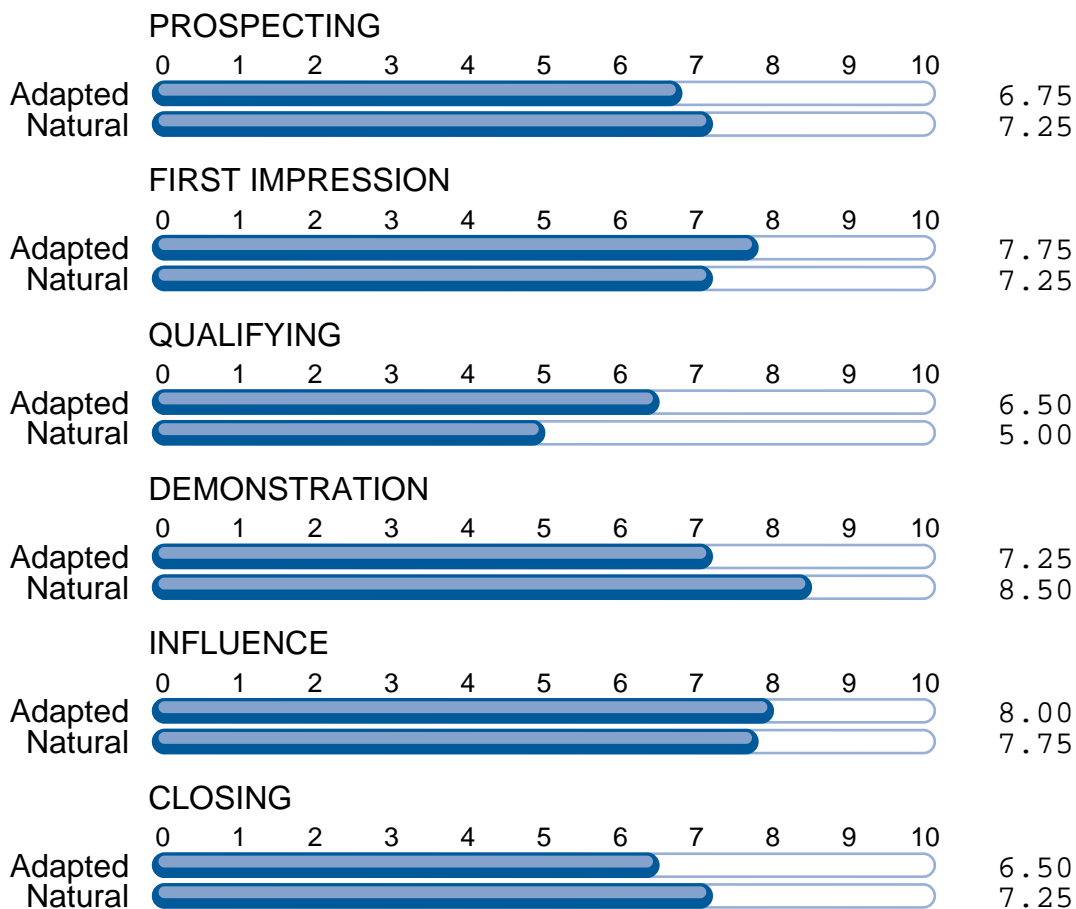 PROSPECTING
0 1 2 3 4 5 6 7 8 9 10
Adapted 6.75
Natural 7.25
FIRST IMPRESSION
0 1 2 3 4 5 6 7 8 9 10
Adapted 7.75
Natural 7.25
QUALIFYING
0 1 2 3 4 5 6 7 8 9 10
Adapted 6.50
Natural 5.00
DEMONSTRATION
0 1 2 3 4 5 6 7 8 9 10
Adapted 7.25
Natural 8.50
INFLUENCE
0 1 2 3 4 5 6 7 8 9 10
Adapted 8.00
Natural 7.75
CLOSING
0 1 2 3 4 5 6 7 8 9 10
Adapted 6.50
Natural 7.25